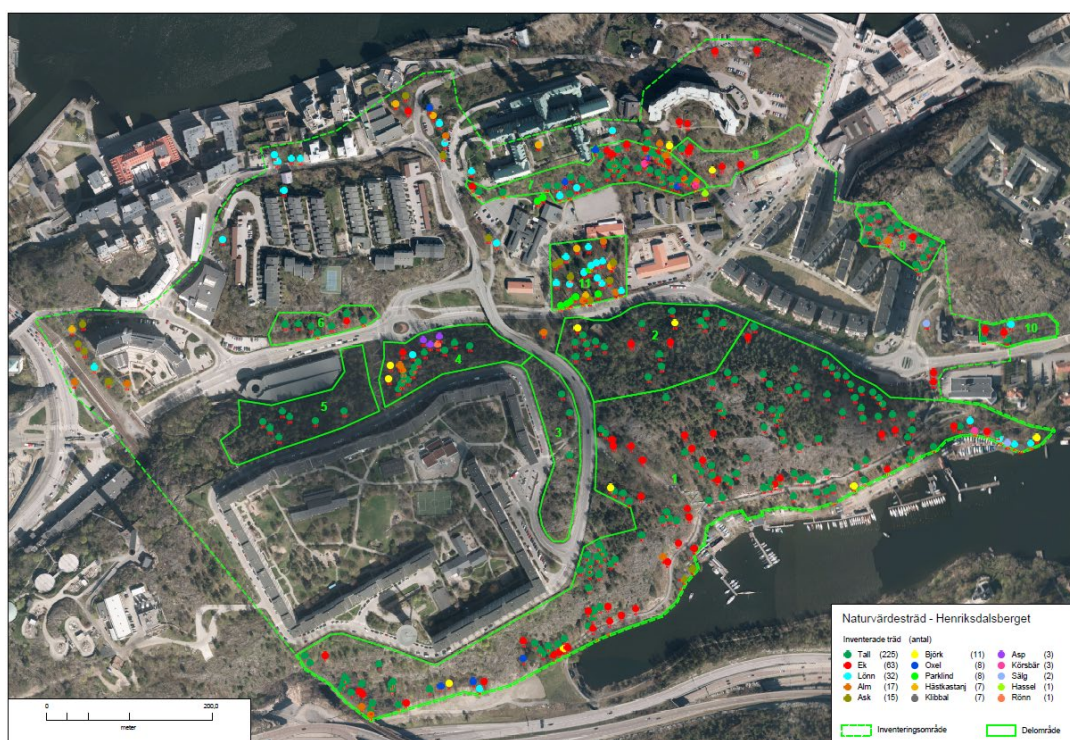 9
7
11
10
6
2
4
5
3
1
Naturvärdesträd - Henriksdalsberget
Inventerade träd (antal)
Tall (225)
Ek (63)
Lönn (32)
Alm (17)
Ask (15)
Björk (11)
Oxel (8)
Parklind (8)
Hästkastanj (7)
Klibbal (7)
Asp (3)
Körsbär (3)
Sälg (2)
Hassel (1)
Rönn (1)
Inventeringsområde
Delområde
0 200,0
meter